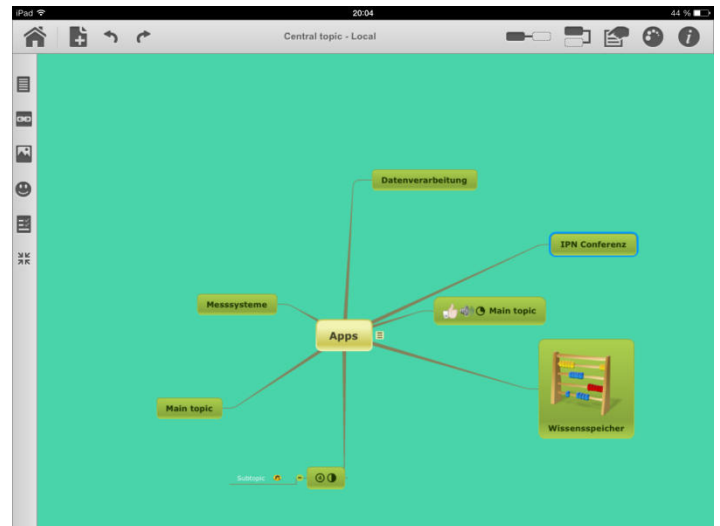 iPad 20:04 44 %
Central topic - Local
Datenverarbeitung
IPN Conferenz
Messsysteme
Main topic
Apps
Main topic
Wissensspeicher
Subtopic